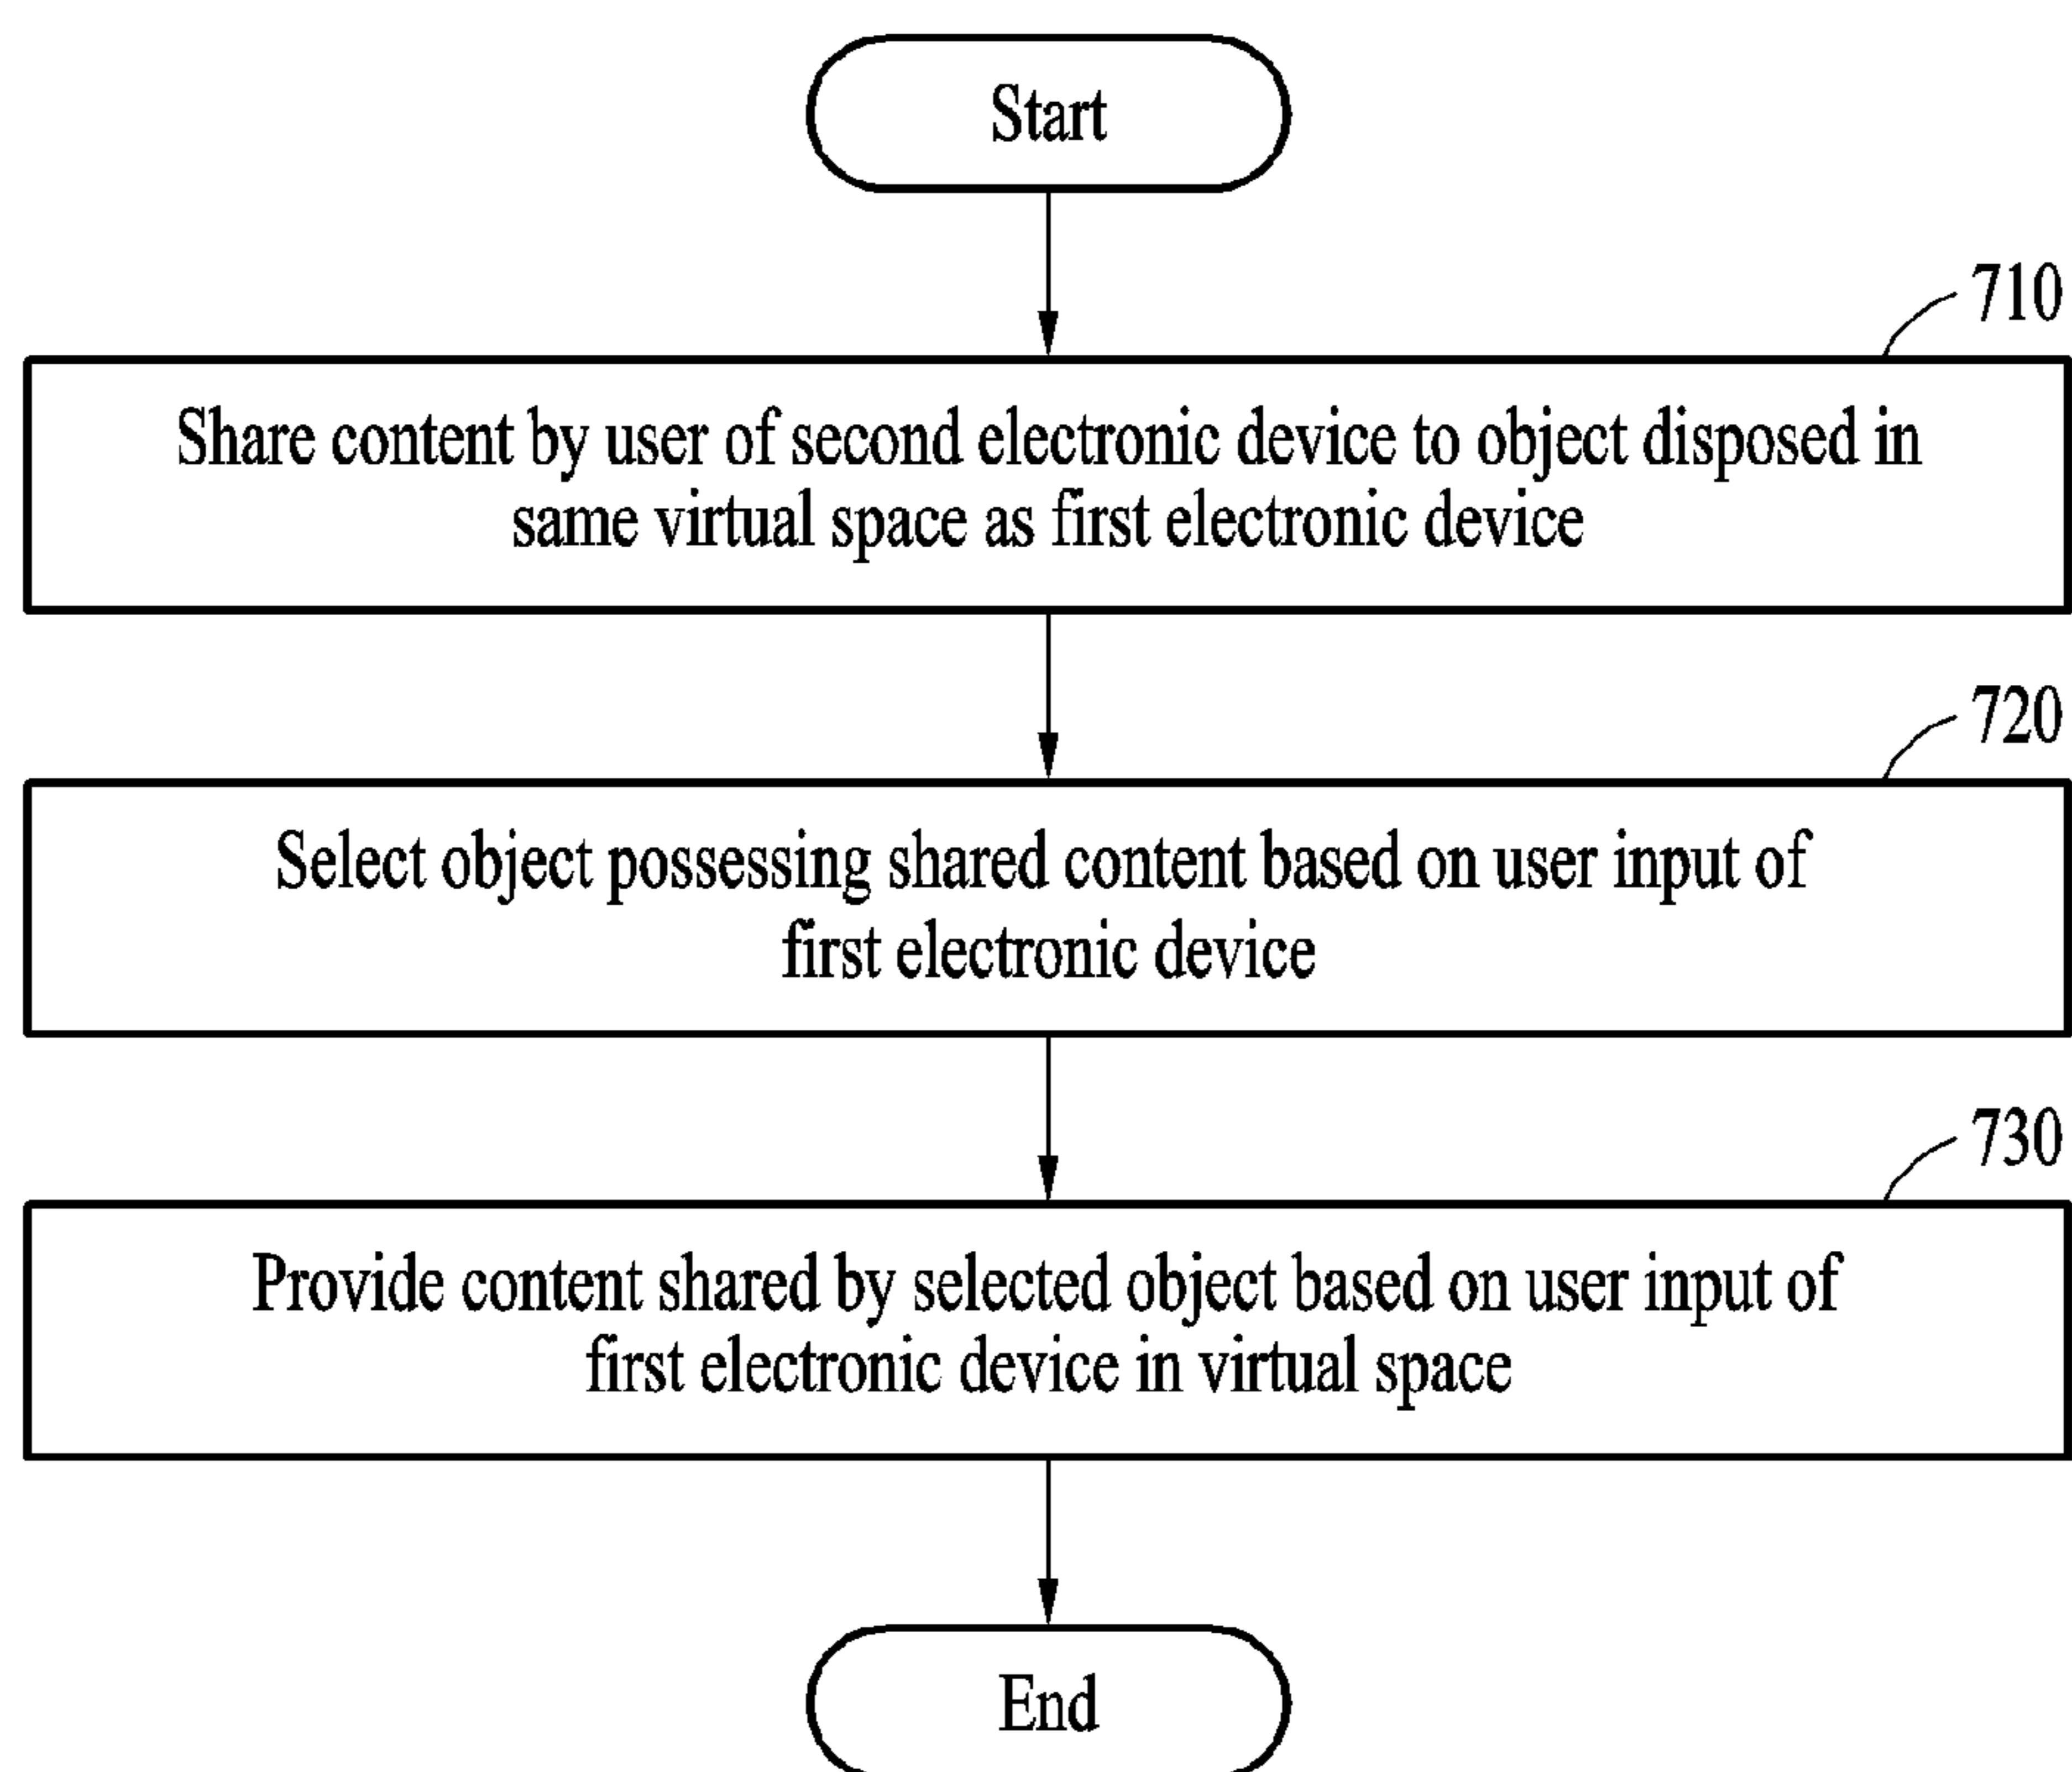 Start
710
Share content by user of second electronic device to object disposed in
same virtual space as first electronic device
720
Select object possessing shared content based on user input of
first electronic device
730
Provide content shared by selected object based on user input of
first electronic device in virtual space
End